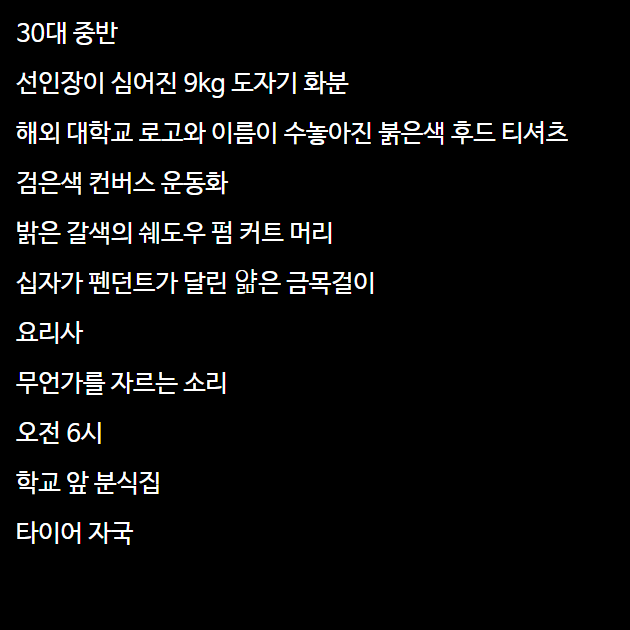 30대 중반
선인장이 심어진 9kg 도자기 화분
해외 대학교 로고와 이름이 수놓아진 붉은색 후드 티셔츠
검은색 컨버스 운동화
밝은 갈색의 쉐도우 펌 커트 머리
십자가 펜던트가 달린 얆은 금목걸이
요리사
무언가를 자르는 소리
오전 6시
학교 앞 분식집
타이어 자국